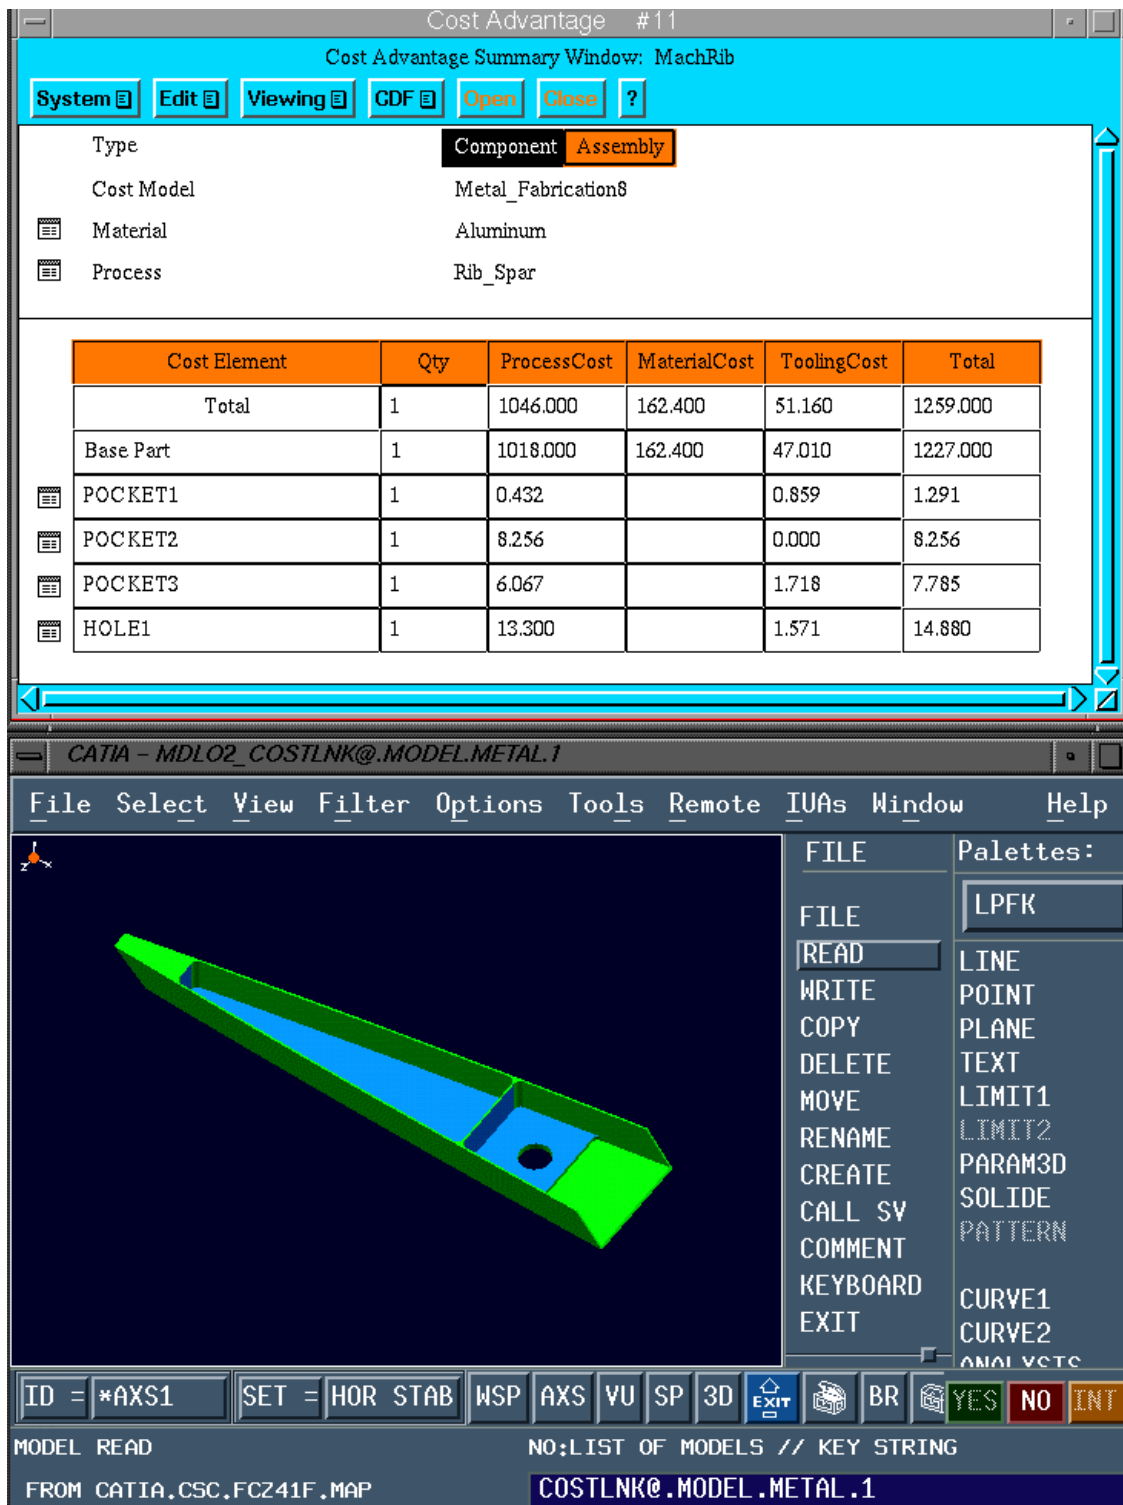 Cost Advantage #11
Cost Advantage Summary Window: MachRib
System Edit Viewing CDF Open Close ?
Type Component Assembly
Cost Model Metal_Fabrication8
Material Aluminum
Process Rib_Spar
Cost Element Qty ProcessCost MaterialCost ToolingCost Total
Total 1 1046.000 162.400 51.160 1259.000
Base Part 1 1018.000 162.400 47.010 1227.000
POCKET1 1 0.432 0.859 1.291
POCKET2 1 8.256 0.000 8.256
POCKET3 1 6.067 1.718 7.785
HOLE1 1 13.300 1.571 14.880
CATIA - MDLO2_COSTLNK@.MODEL.METAL.1
File Select View Filter Options Tools Remote IUAs Window Help
z x
FILE
FILE
READ
WRITE
COPY
DELETE
MOVE
RENAME
CREATE
CALL SV
COMMENT
KEYBOARD
EXIT
Palettes:
LPFK
LINE
POINT
PLANE
TEXT
LIMIT1
LIMIT2
PARAM3D
SOLIDE
PATTERN
CURVE1
CURVE2
ANALYSIS
ID = *AXS1 SET = HOR STAB WSP AXS VU SP 3D EXIT BR YES NO INT
MODEL READ NO:LIST OF MODELS // KEY STRING
FROM CATIA.CSC.FCZ41F.MAP COSTLNK@.MODEL.METAL.1